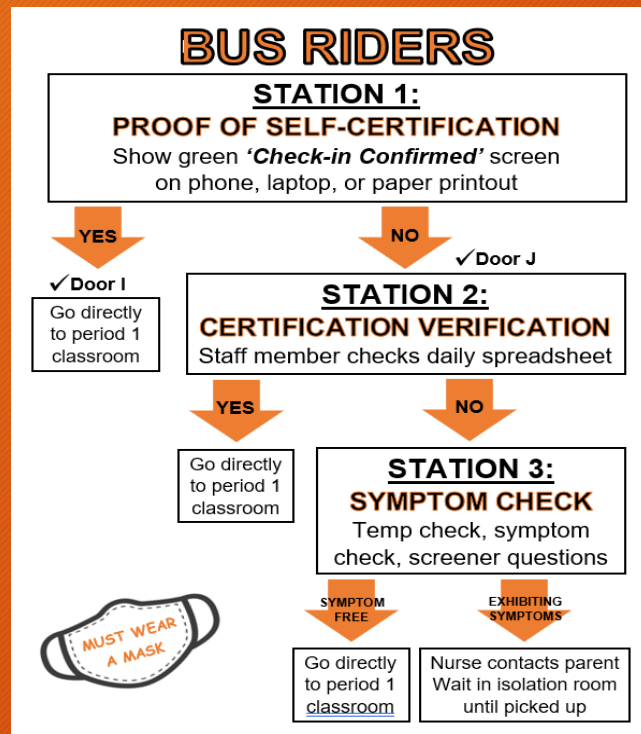 BUS RIDERS
STATION 1:
PROOF OF SELF-CERTIFICATION
Show green ‘Check-in Confirmed’ screen
on phone, laptop, or paper printout
YES
NO
✓Door I
✓Door J
Go directly
to period 1
classroom
STATION 2:
CERTIFICATION VERIFICATION
Staff member checks daily spreadsheet
YES
NO
Go directly
to period 1
classroom
STATION 3:
SYMPTOM CHECK
Temp check, symptom
check, screener questions
SYMPTOM
FREE
EXHIBITING
SYMPTOMS
MUST WEAR
A MASK
Go directly
to period 1
classroom
Nurse contacts parent
Wait in isolation room
until picked up